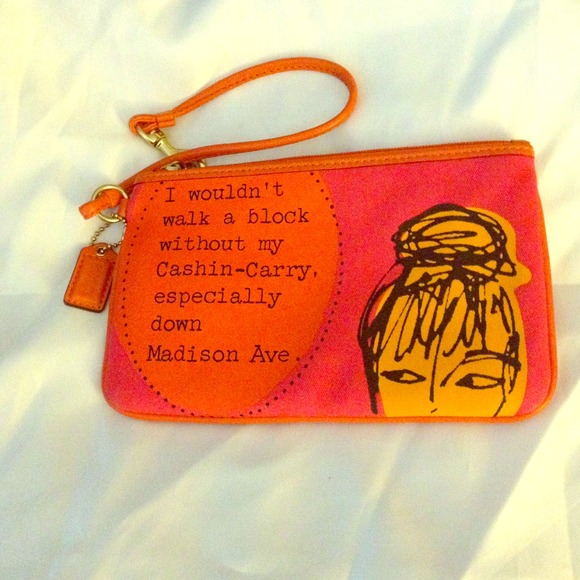 I wouldn't
walk a block
without my
Cashin-Carry,
especially
down
Madison Ave.